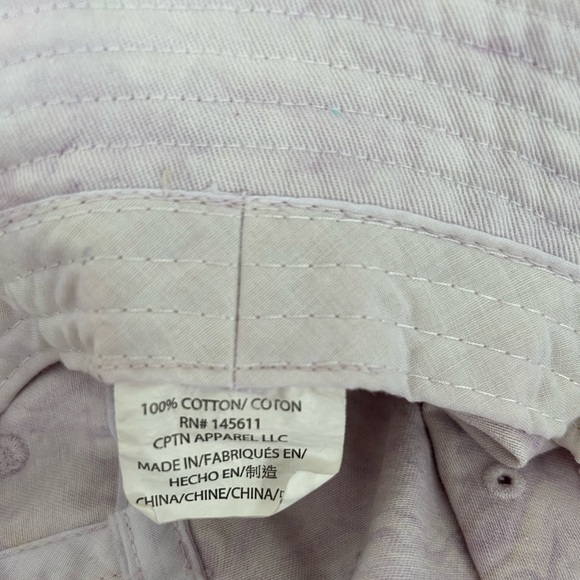 100% COTTON/ COTON
RN# 145611
CPTN APPAREL LLC
MADE IN/FABRIQUÉS EN/
HECHO EN/制造
CHINA/CHINE/CHINA/